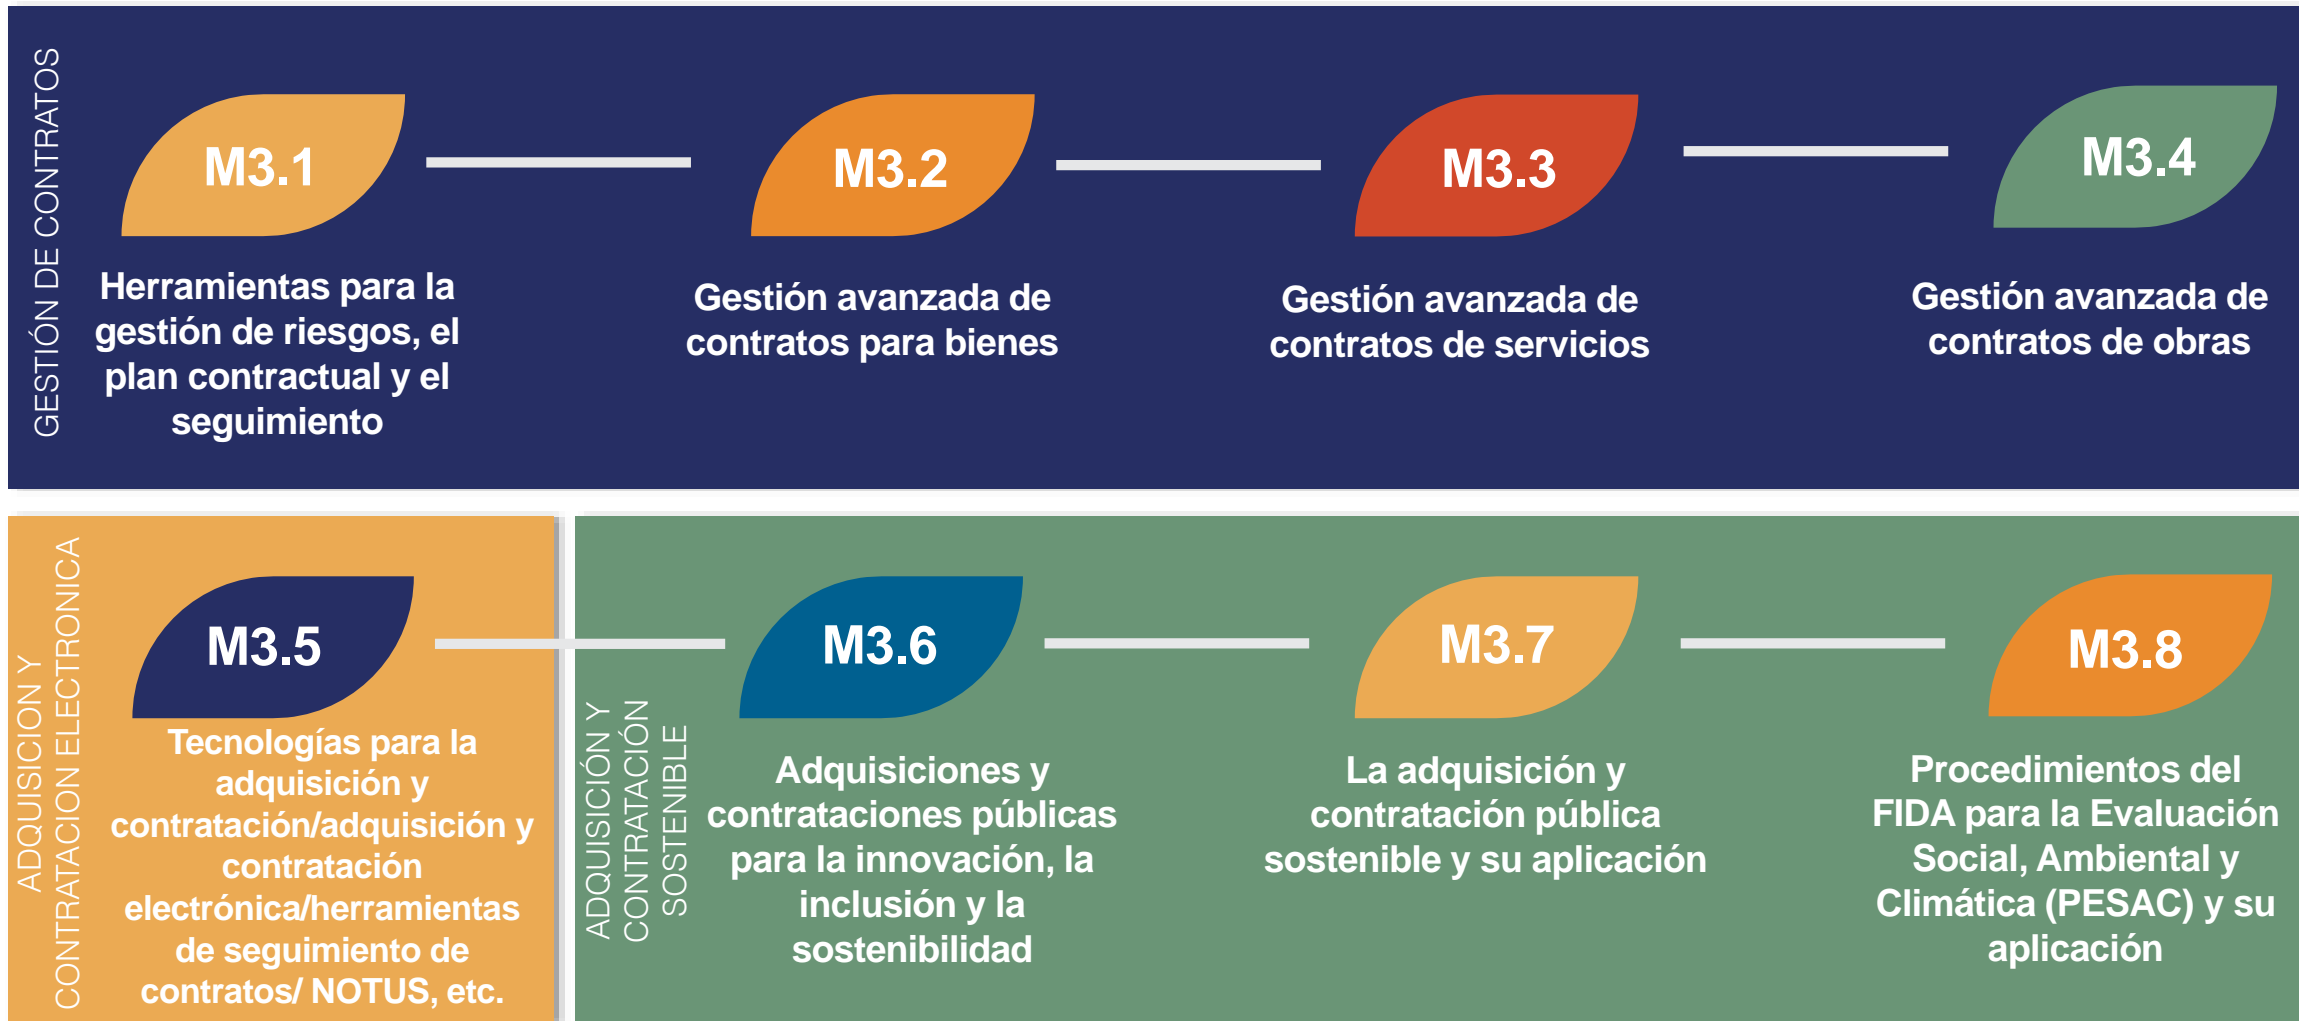 GESTIÓN DE CONTRATOS
M3.1
Herramientas para la
gestión de riesgos, el
plan contractual y el
seguimiento
M3.2
Gestión avanzada de
contratos para bienes
M3.3
Gestión avanzada de
contratos de servicios
M3.4
Gestión avanzada de
contratos de obras
ADQUISICION Y
CONTRATACION ELECTRONICA
M3.5
Tecnologías para la
adquisición y
contratación/adquisición y
contratación
electrónica/herramientas
de seguimiento de
contratos/ NOTUS, etc.
ADQUISICIÓN Y
CONTRATACIÓN
SOSTENIBLE
M3.6
Adquisiciones y
contrataciones públicas
para la innovación, la
inclusión y la
sostenibilidad
M3.7
La adquisición y
contratación pública
sostenible y su aplicación
M3.8
Procedimientos del
FIDA para la Evaluación
Social, Ambiental y
Climática (PESAC) y su
aplicación